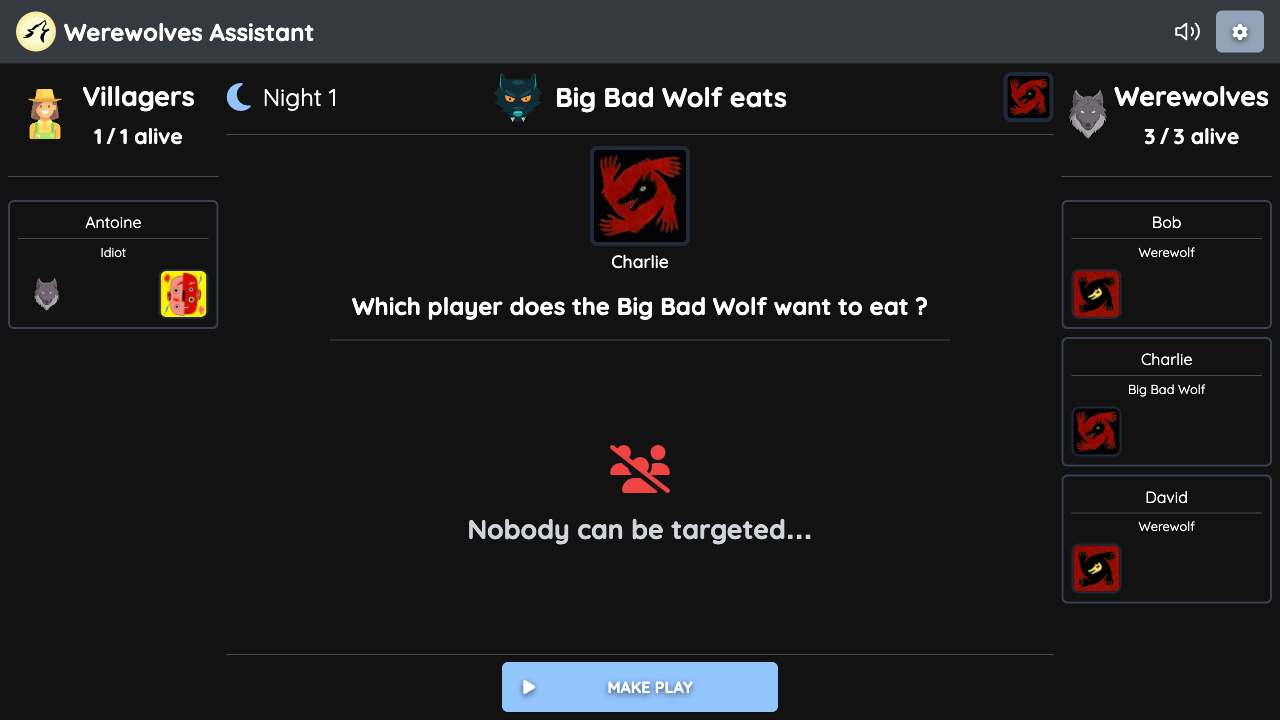 Werewolves Assistant
Villagers
1 / 1 alive
Night 1
Big Bad Wolf eats
Werewolves
3 / 3 alive
Antoine
Idiot
Charlie
Which player does the Big Bad Wolf want to eat ?
Nobody can be targeted...
Bob
Werewolf
Charlie
Big Bad Wolf
David
Werewolf
MAKE PLAY